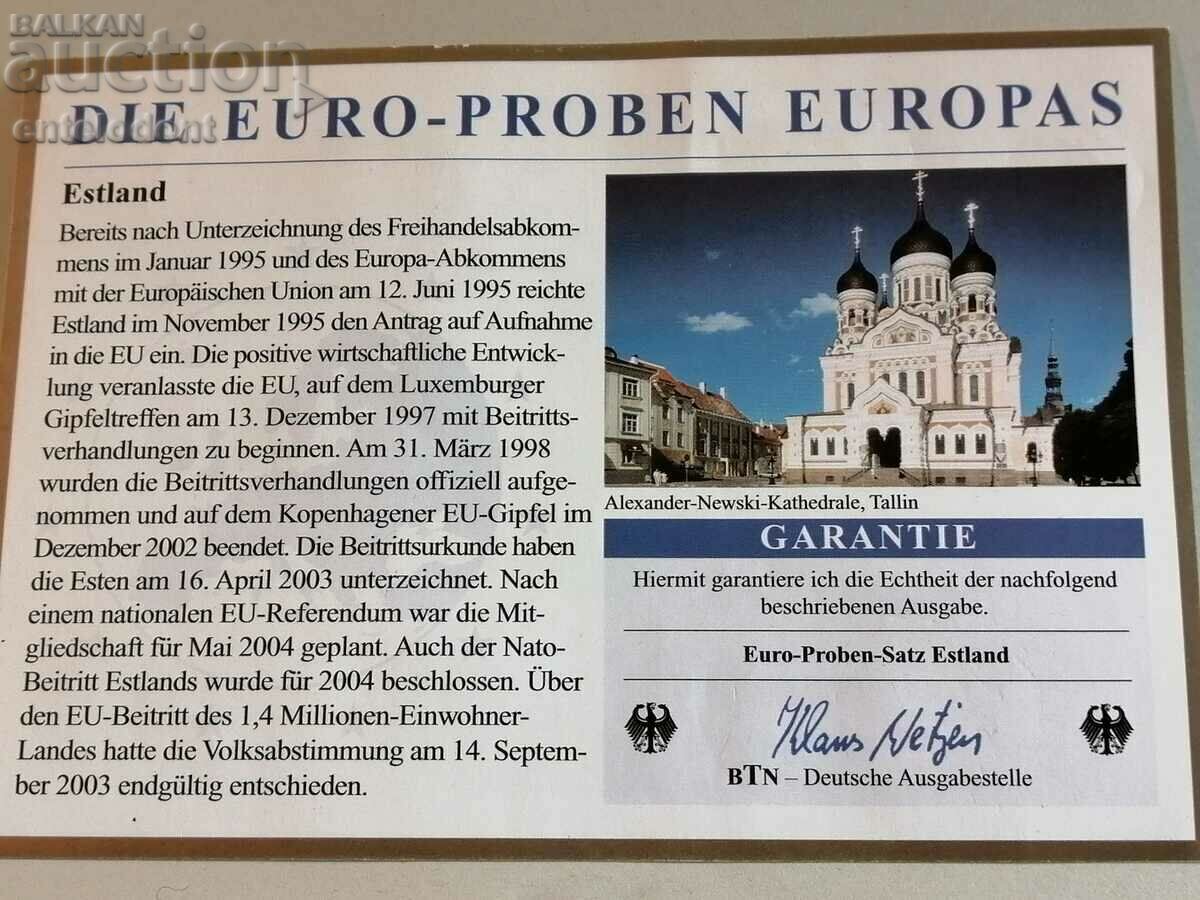 BALKAN
auction
entelodont
DIE EURO-PROBEN EUROPAS
Estland
Bereits nach Unterzeichnung des Freihandelsabkom-
mens im Januar 1995 und des Europa-Abkommens
mit der Europäischen Union am 12. Juni 1995 reichte
Estland im November 1995 den Antrag auf Aufnahme
in die EU ein. Die positive wirtschaftliche Entwick-
lung veranlasste die EU, auf dem Luxemburger
Gipfeltreffen am 13. Dezember 1997 mit Beitritts-
verhandlungen zu beginnen. Am 31. März 1998
wurden die Beitrittsverhandlungen offiziell aufge-
nommen und auf dem Kopenhagener EU-Gipfel im
Dezember 2002 beendet. Die Beitrittsurkunde haben
die Esten am 16. April 2003 unterzeichnet. Nach
einem nationalen EU-Referendum war die Mit-
gliedschaft für Mai 2004 geplant. Auch der Nato-
Beitritt Estlands wurde für 2004 beschlossen. Über
den EU-Beitritt des 1,4 Millionen-Einwohner-
Landes hatte die Volksabstimmung am 14. Septem-
ber 2003 endgültig entschieden.
Alexander-Newski-Kathedrale, Tallin
GARANTIE
Hiermit garantiere ich die Echtheit der nachfolgend
beschriebenen Ausgabe.
Euro-Proben-Satz Estland
Klaus Netzen
BTN – Deutsche Ausgabestelle